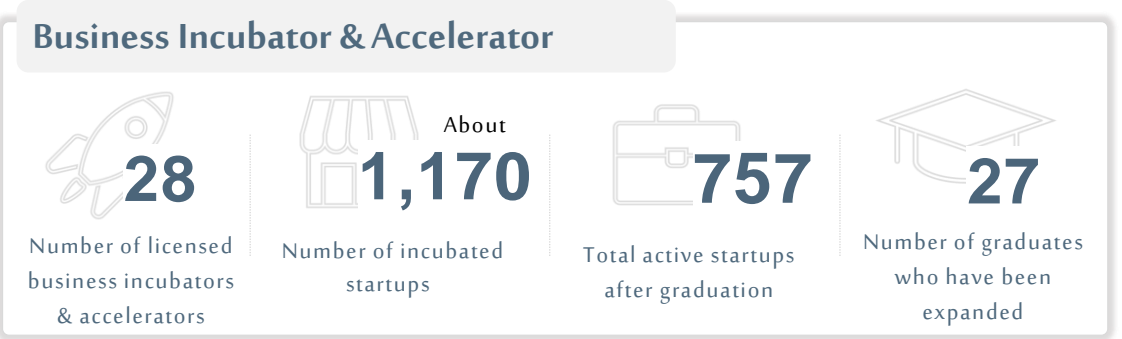 Business Incubator & Accelerator
28
Number of licensed
business incubators
& accelerators
About
1,170
Number of incubated
startups
757
Total active startups
after graduation
27
Number of graduates
who have been
expanded